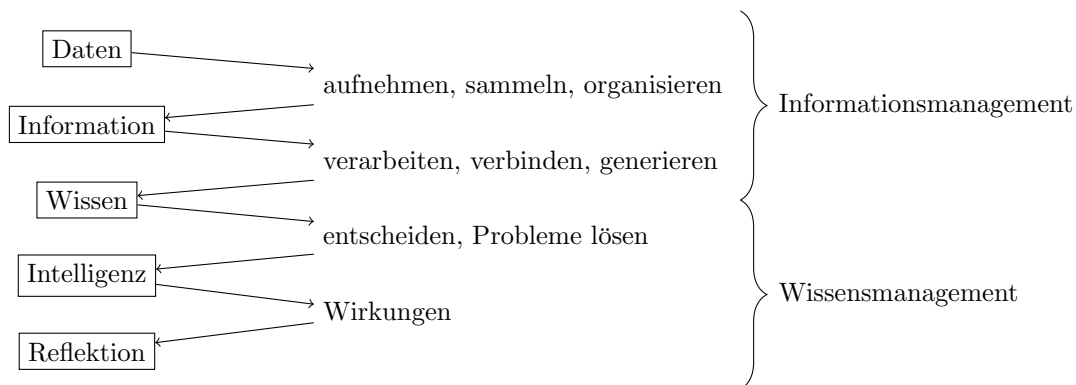 Daten
aufnehmen, sammeln, organisieren
Informationsmanagement
Information
verarbeiten, verbinden, generieren
Wissen
entscheiden, Probleme lösen
Intelligenz
Wissensmanagement
Wirkungen
Reflektion